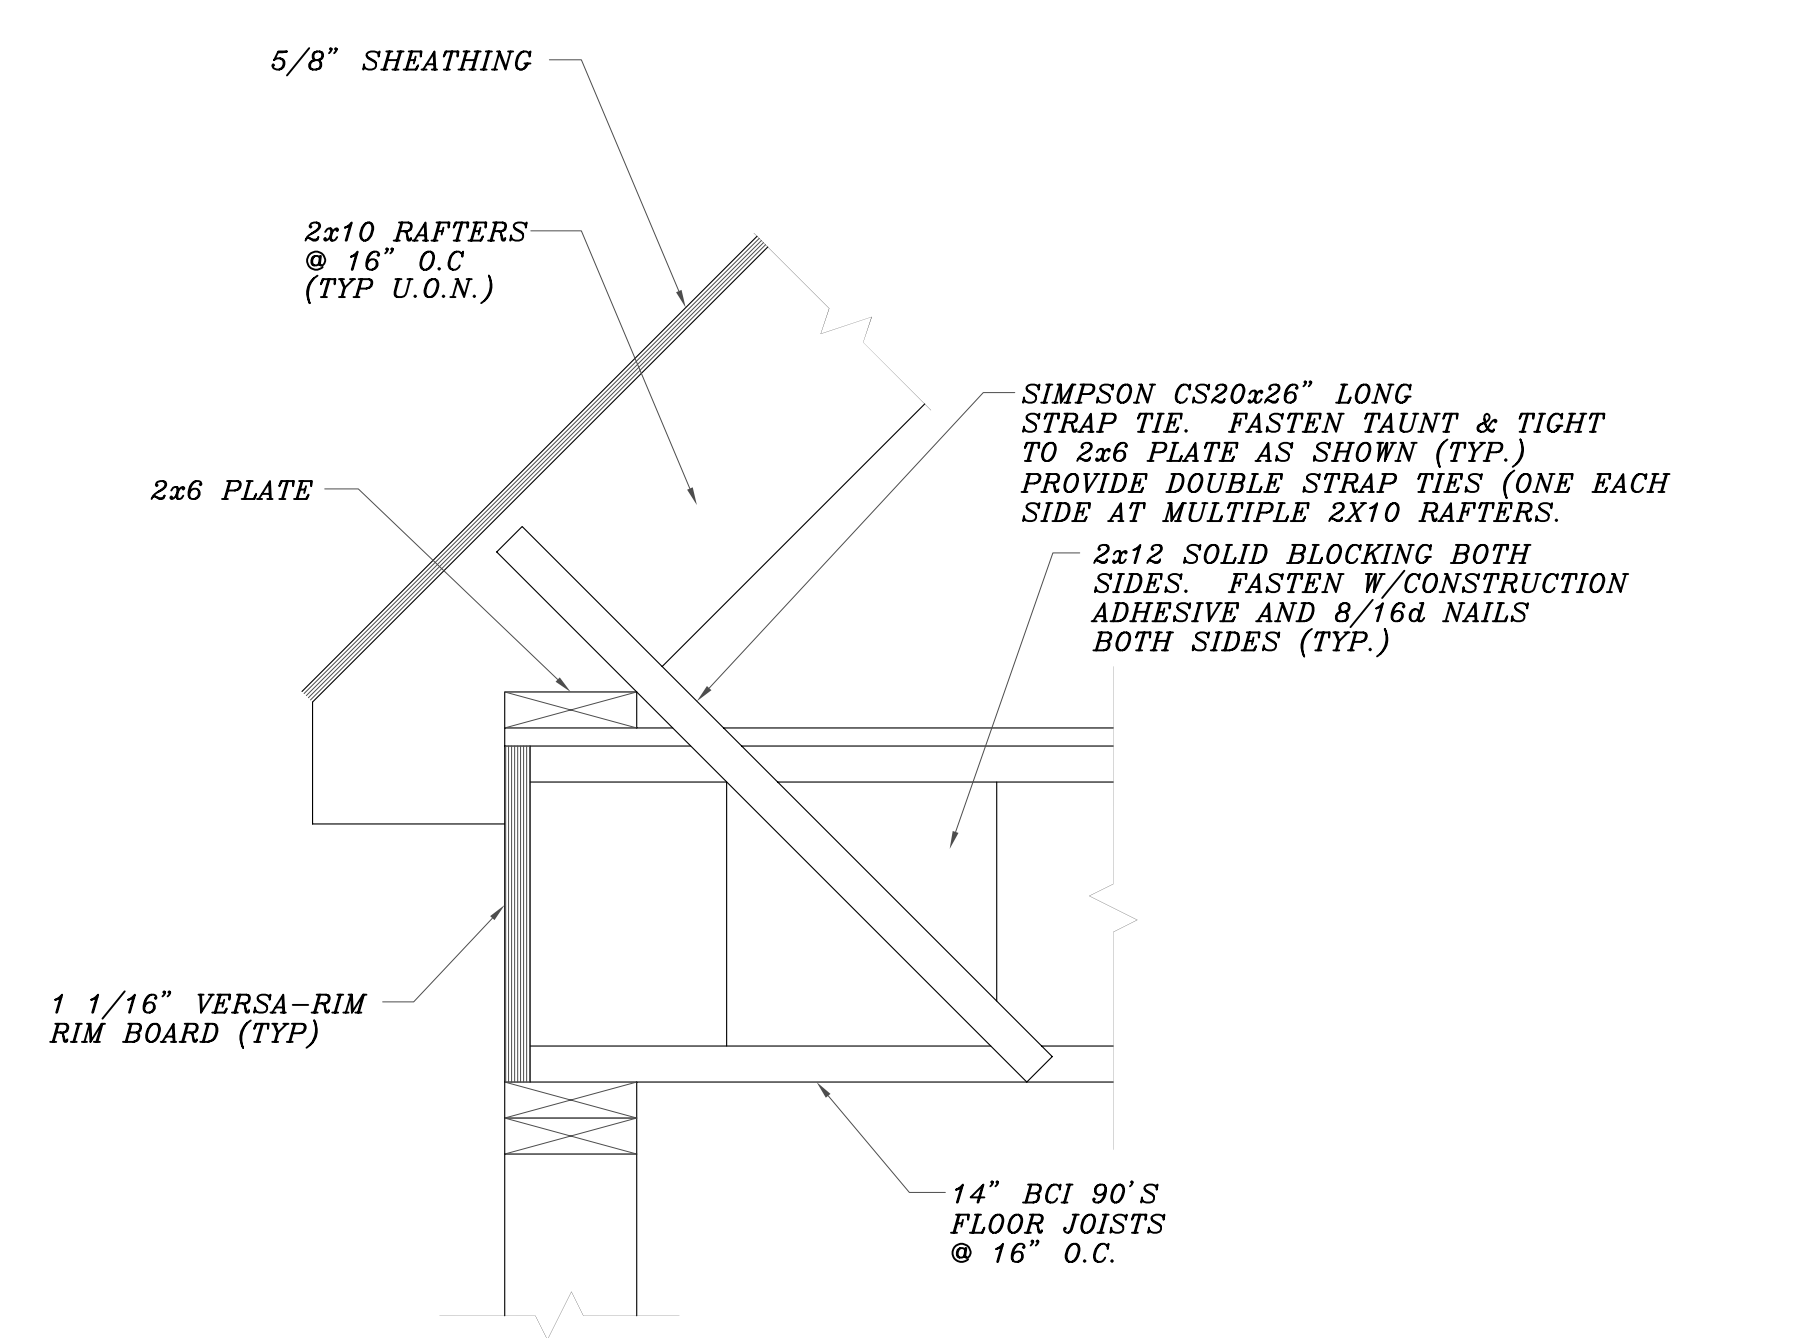 5/8" SHEATHING
2x10 RAFTERS
@ 16" O.C
(TYP U.O.N.)
SIMPSON CS20x26" LONG
STRAP TIE. FASTEN TAUNT & TIGHT
TO 2x6 PLATE AS SHOWN (TYP.)
PROVIDE DOUBLE STRAP TIES (ONE EACH
SIDE AT MULTIPLE 2X10 RAFTERS.
2x6 PLATE
2x12 SOLID BLOCKING BOTH
SIDES. FASTEN W/CONSTRUCTION
ADHESIVE AND 8/16d NAILS
BOTH SIDES (TYP.)
1 1/16" VERSA-RIM
RIM BOARD (TYP)
14" BCI 90'S
FLOOR JOISTS
@ 16" O.C.